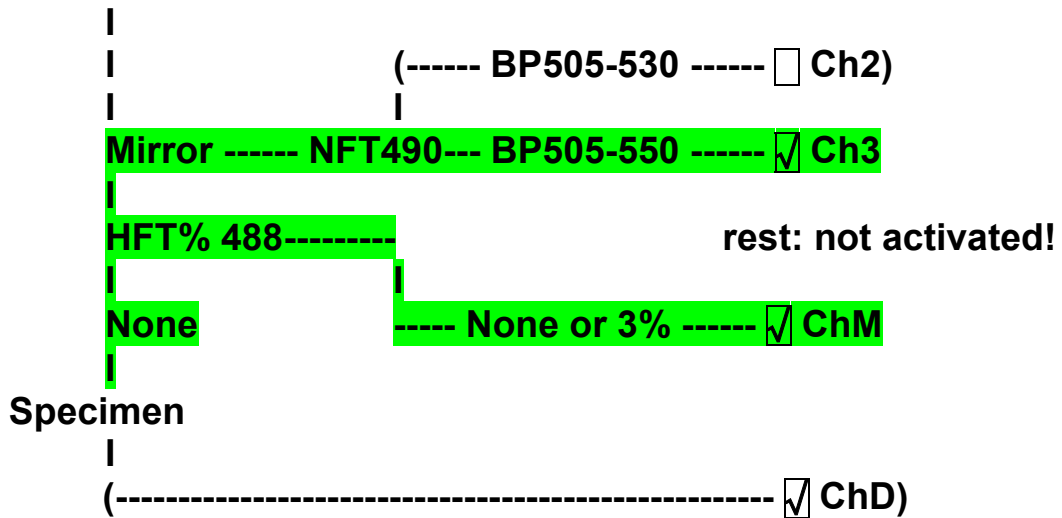 I
I (------ BP505-530 ------ ☐ Ch2)
I I
Mirror ------ NFT490--- BP505-550 ------ ☑ Ch3
I
HFT% 488--------- rest: not activated!
I I
None ----- None or 3% ------ ☑ ChM
I
Specimen
I
(----------------------------------------------------- ☑ ChD)